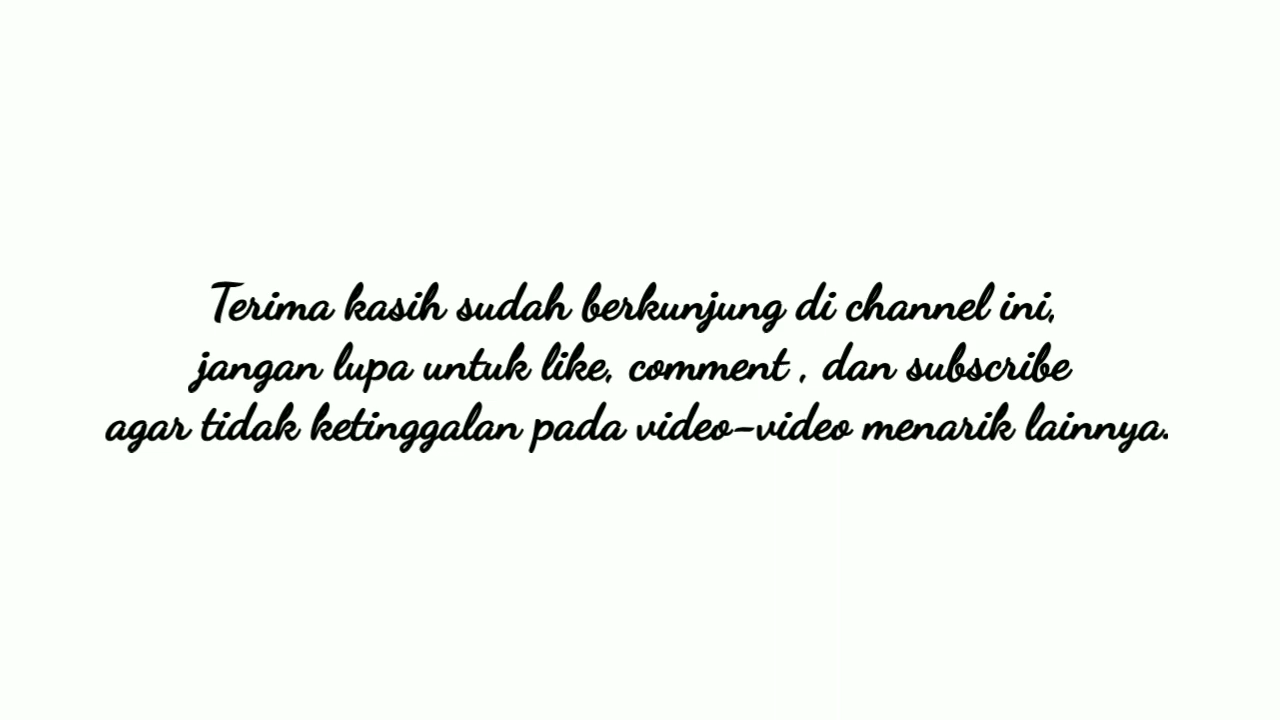 Terima kasih sudah berkunjung di channel ini,
jangan lupa untuk like, comment , dan subscribe
agar tidak ketinggalan pada video-video menarik lainnya.